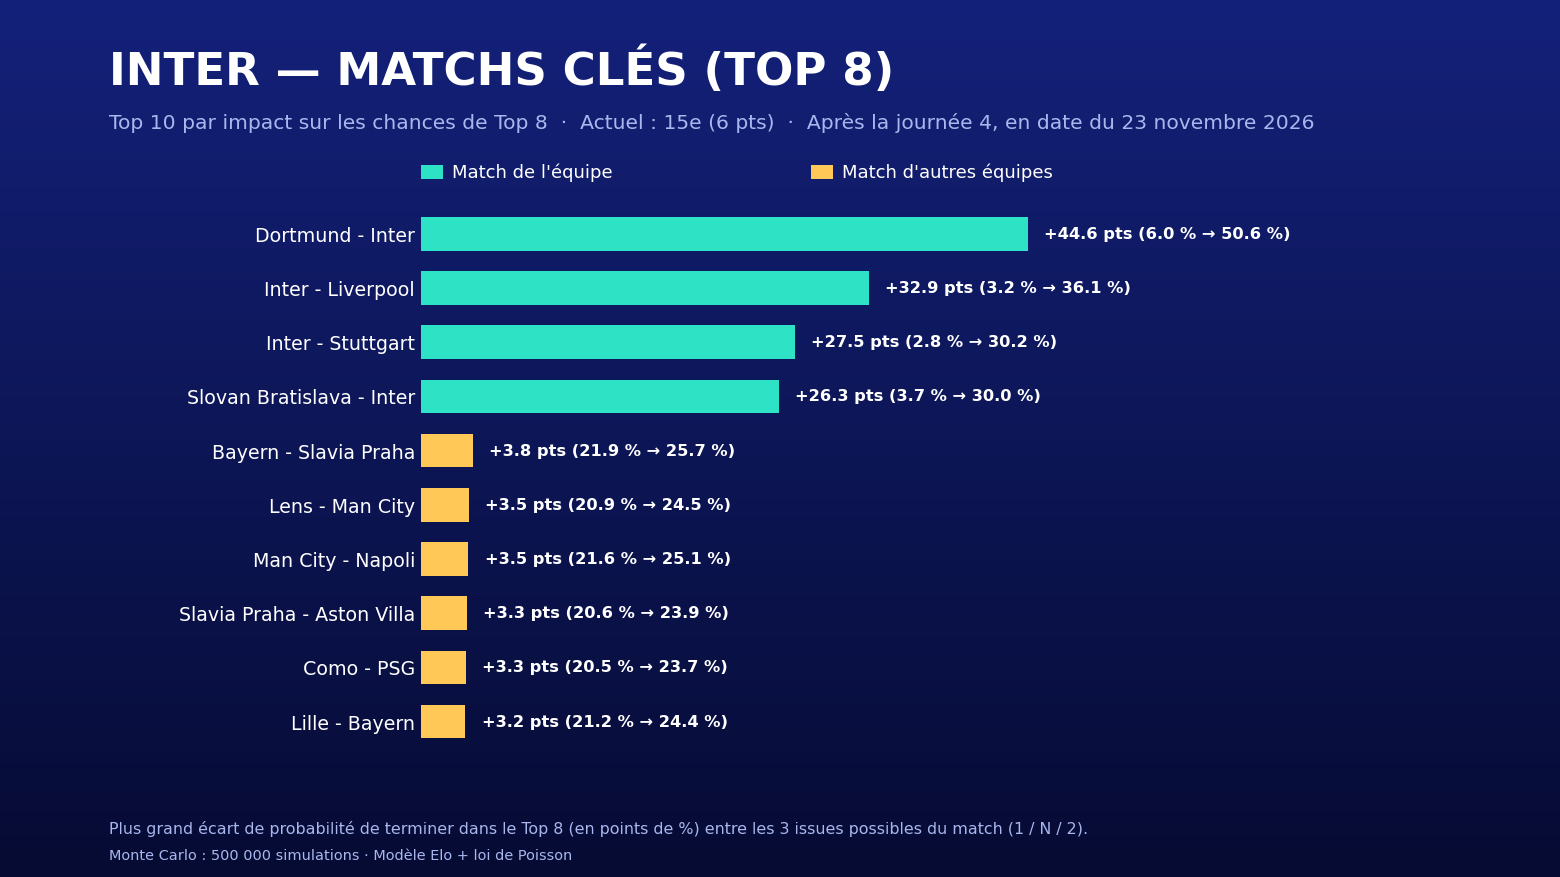 INTER — MATCHS CLÉS (TOP 8)
Top 10 par impact sur les chances de Top 8 · Actuel : 15e (6 pts) · Après la journée 4, en date du 23 novembre 2026
Match de l'équipe
Match d'autres équipes
Dortmund - Inter +44.6 pts (6.0 % → 50.6 %)
Inter - Liverpool +32.9 pts (3.2 % → 36.1 %)
Inter - Stuttgart +27.5 pts (2.8 % → 30.2 %)
Slovan Bratislava - Inter +26.3 pts (3.7 % → 30.0 %)
Bayern - Slavia Praha +3.8 pts (21.9 % → 25.7 %)
Lens - Man City +3.5 pts (20.9 % → 24.5 %)
Man City - Napoli +3.5 pts (21.6 % → 25.1 %)
Slavia Praha - Aston Villa +3.3 pts (20.6 % → 23.9 %)
Como - PSG +3.3 pts (20.5 % → 23.7 %)
Lille - Bayern +3.2 pts (21.2 % → 24.4 %)
Plus grand écart de probabilité de terminer dans le Top 8 (en points de %) entre les 3 issues possibles du match (1 / N / 2).
Monte Carlo : 500 000 simulations · Modèle Elo + loi de Poisson